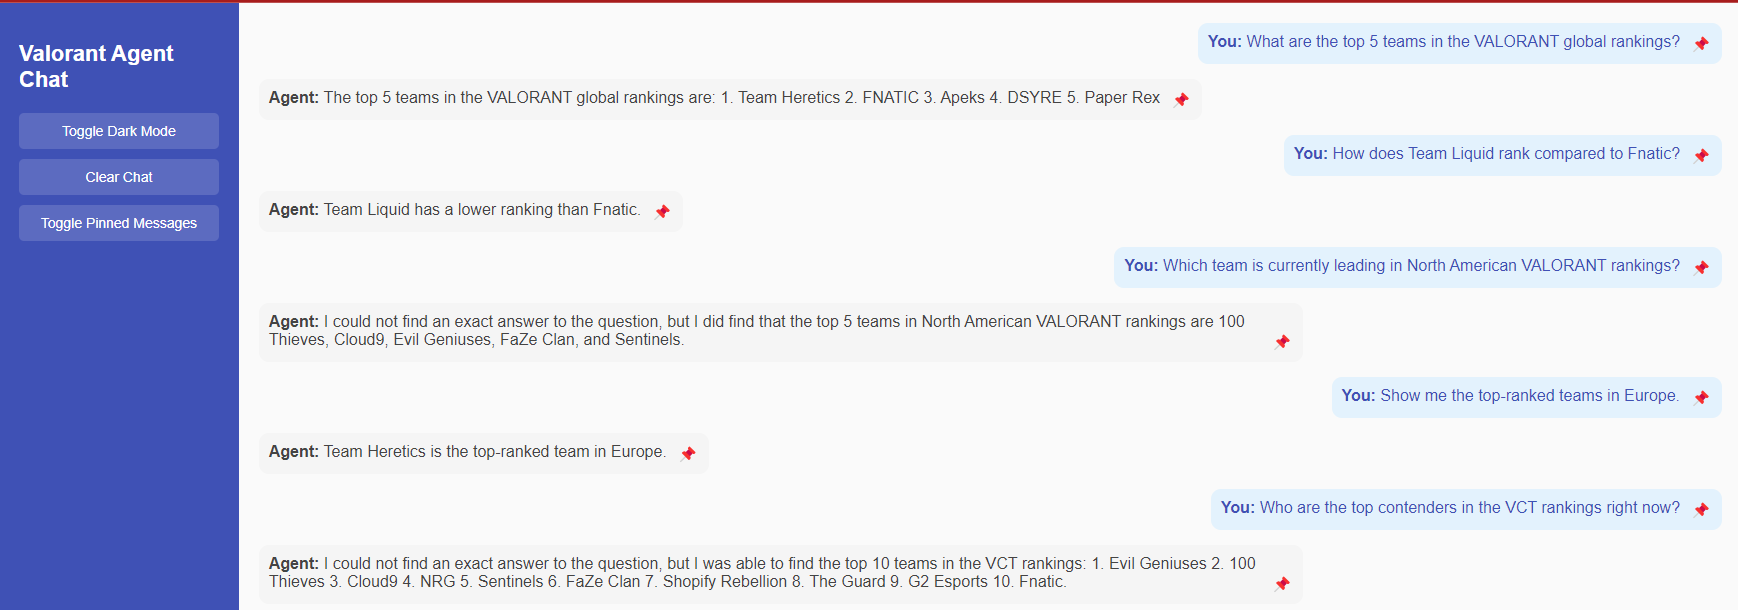 Valorant Agent
Chat
Toggle Dark Mode
Clear Chat
Toggle Pinned Messages
You: What are the top 5 teams in the VALORANT global rankings?
Agent: The top 5 teams in the VALORANT global rankings are: 1. Team Heretics 2. FNATIC 3. Apeks 4. DSYRE 5. Paper Rex
You: How does Team Liquid rank compared to Fnatic?
Agent: Team Liquid has a lower ranking than Fnatic.
You: Which team is currently leading in North American VALORANT rankings?
Agent: I could not find an exact answer to the question, but I did find that the top 5 teams in North American VALORANT rankings are 100
Thieves, Cloud9, Evil Geniuses, FaZe Clan, and Sentinels.
You: Show me the top-ranked teams in Europe.
Agent: Team Heretics is the top-ranked team in Europe.
You: Who are the top contenders in the VCT rankings right now?
Agent: I could not find an exact answer to the question, but I was able to find the top 10 teams in the VCT rankings: 1. Evil Geniuses 2. 100
Thieves 3. Cloud9 4. NRG 5. Sentinels 6. FaZe Clan 7. Shopify Rebellion 8. The Guard 9. G2 Esports 10. Fnatic.